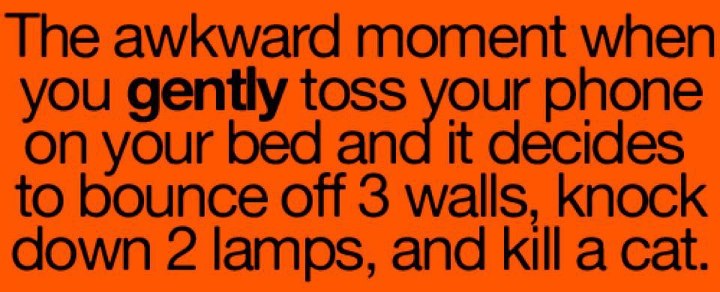 The awkward moment when
you gently toss your phone
on your bed and it decides
to bounce off 3 walls, knock
down 2 lamps, and kill a cat.